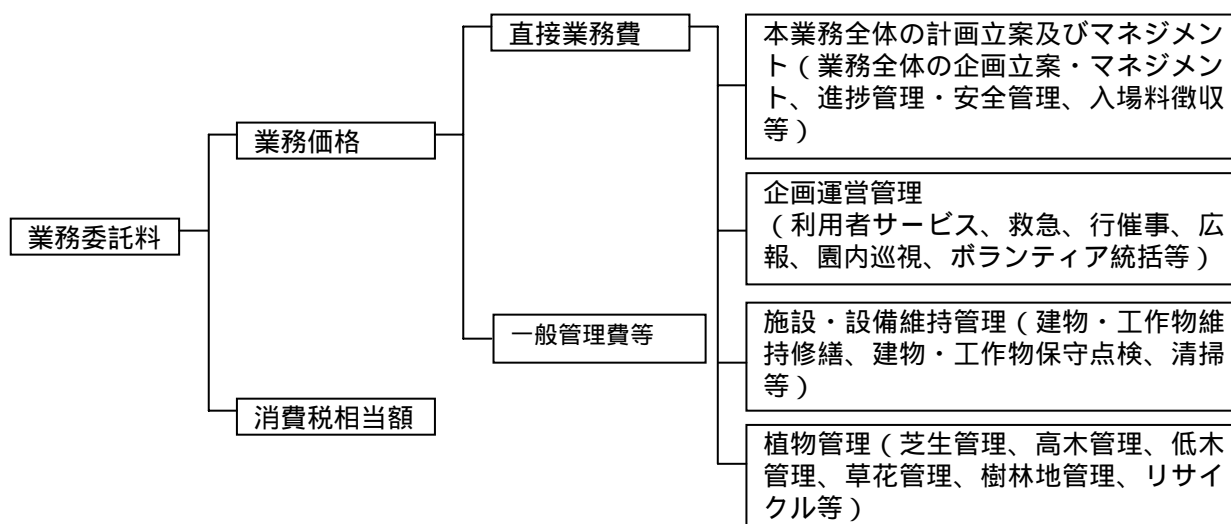 業務委託料
業務価格
消費税相当額
直接業務費
一般管理費等
本業務全体の計画立案及びマネジメン
ト（業務全体の企画立案・マネジメン
ト、進捗管理・安全管理、入場料徴収
等）
企画運営管理
（利用者サービス、救急、行催事、広
報、園内巡視、ボランティア統括等）
施設・設備維持管理（建物・工作物維
持修繕、建物・工作物保守点検、清掃
等）
植物管理（芝生管理、高木管理、低木
管理、草花管理、樹林地管理、リサイ
クル等）